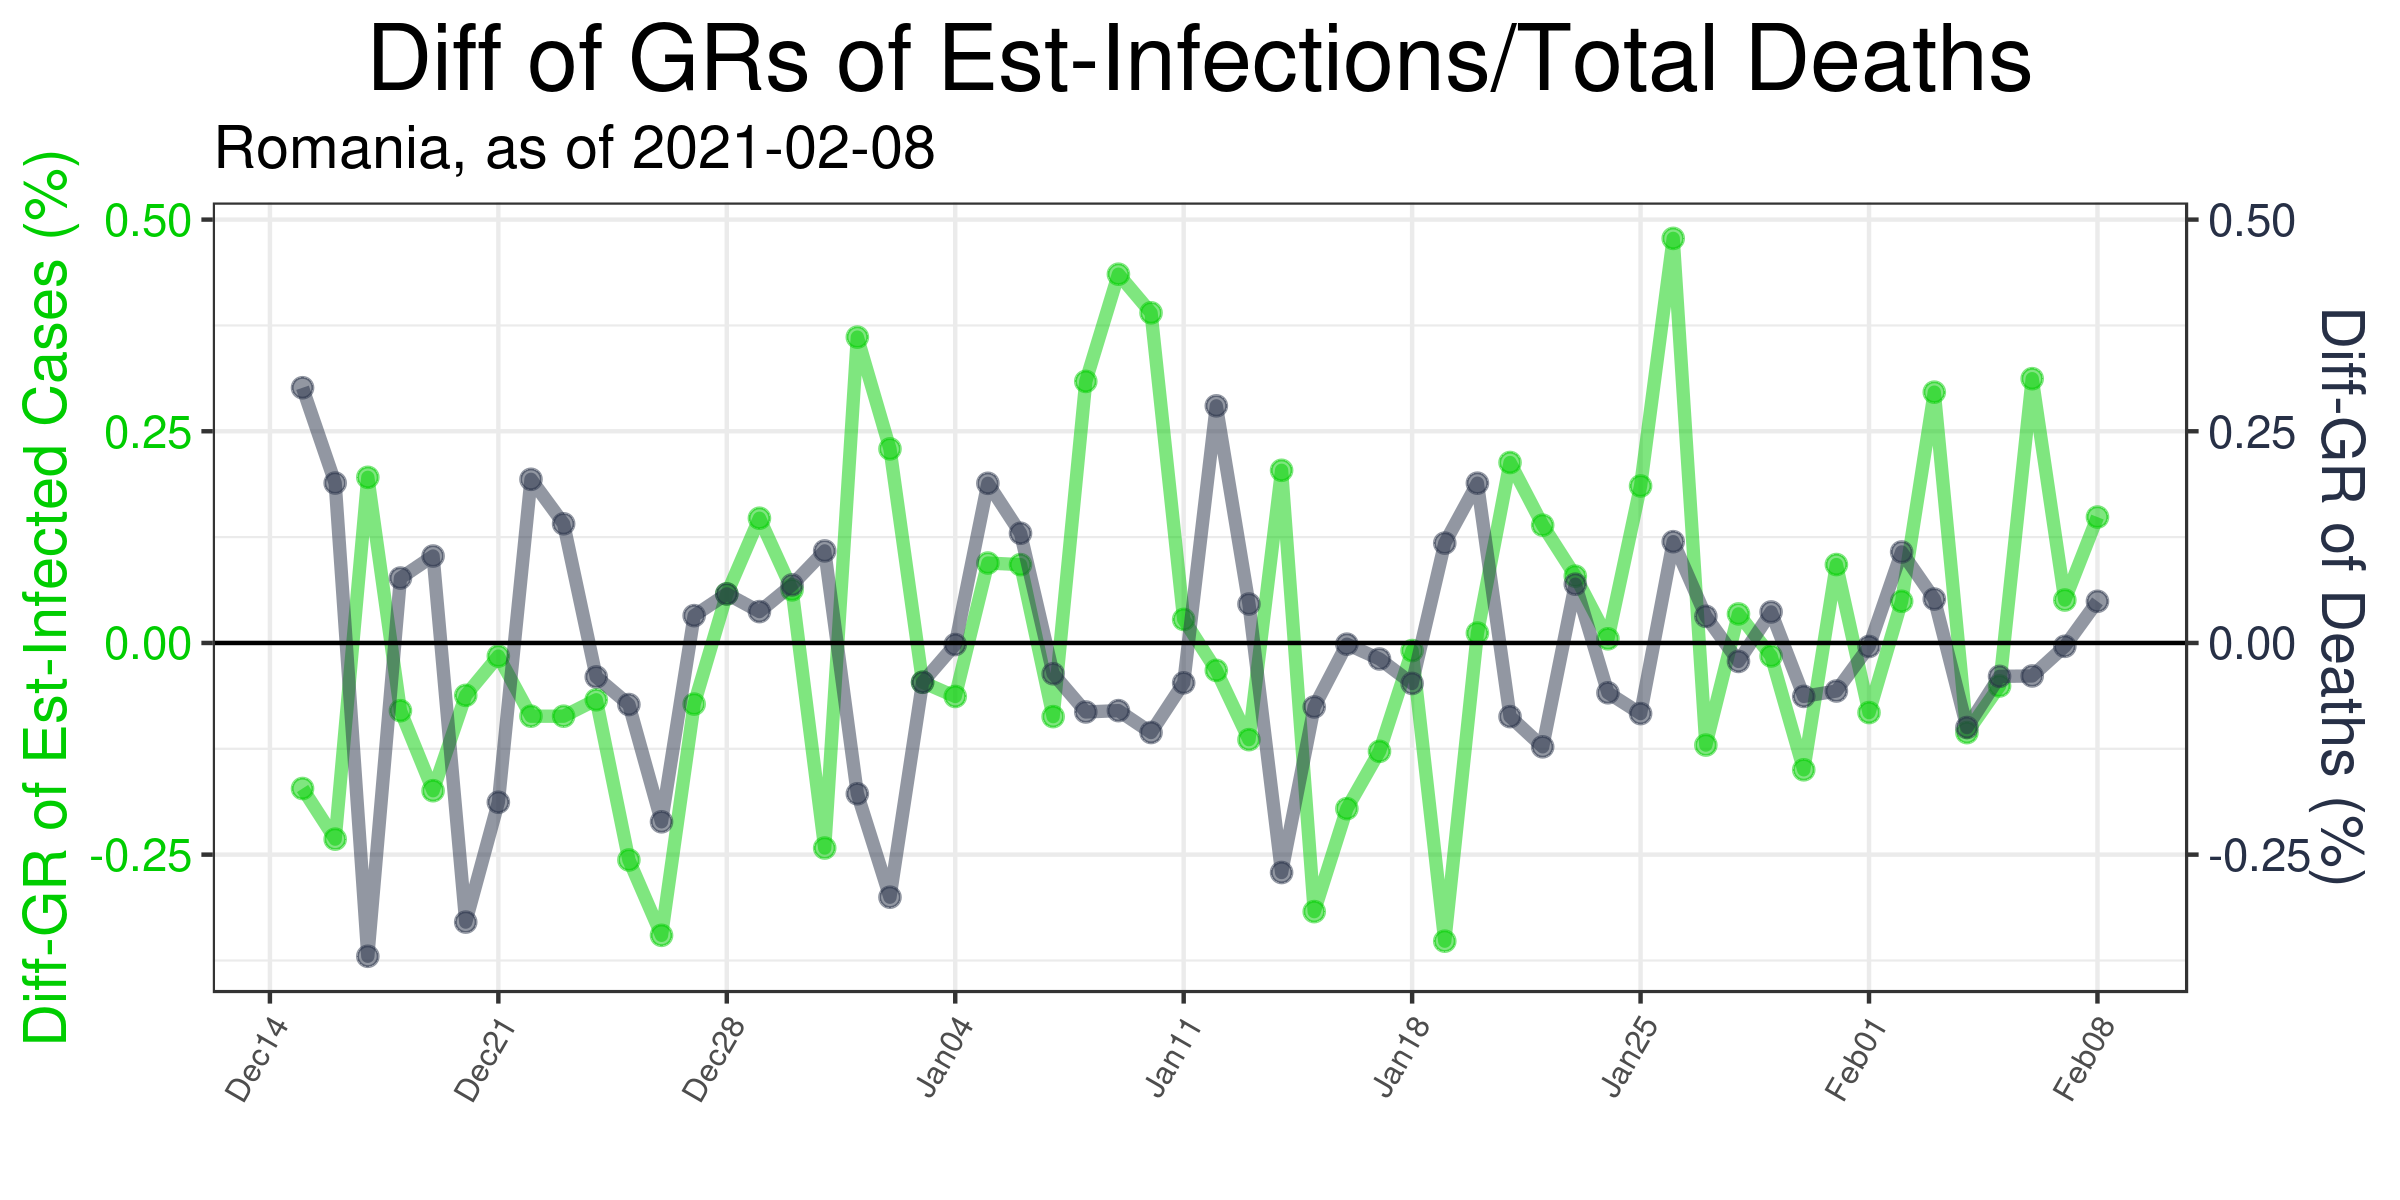 Diff of GRs of Est-Infections/Total Deaths
Romania, as of 2021-02-08
Diff-GR of Est-Infected Cases (%)
0.50
0.25
0.00
-0.25
0.50
0.25
0.00
-0.25
Diff-GR of Deaths (%)
Dec14
Dec21
Dec28
Jan04
Jan11
Jan18
Jan25
Feb01
Feb08